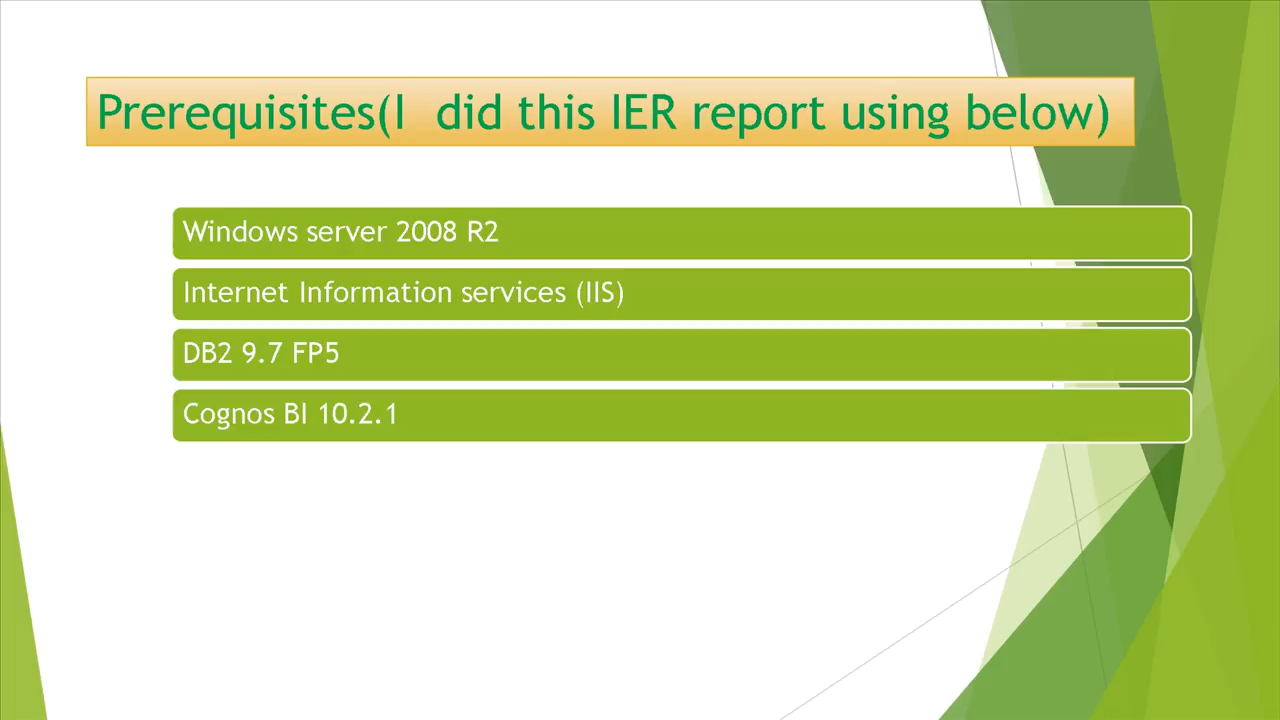 Prerequisites(I  did this IER report using below)
Windows server 2008 R2
Internet Information services (IIS)
DB2 9.7 FP5
Cognos BI 10.2.1